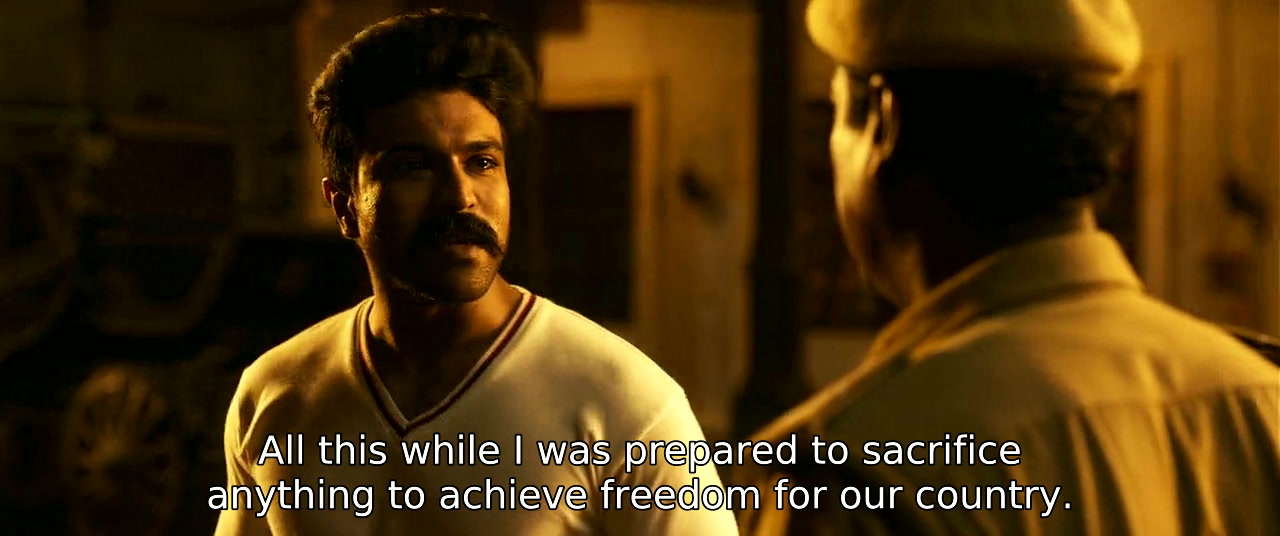 All this while I was prepared to sacrifice
anything to achieve freedom for our country.